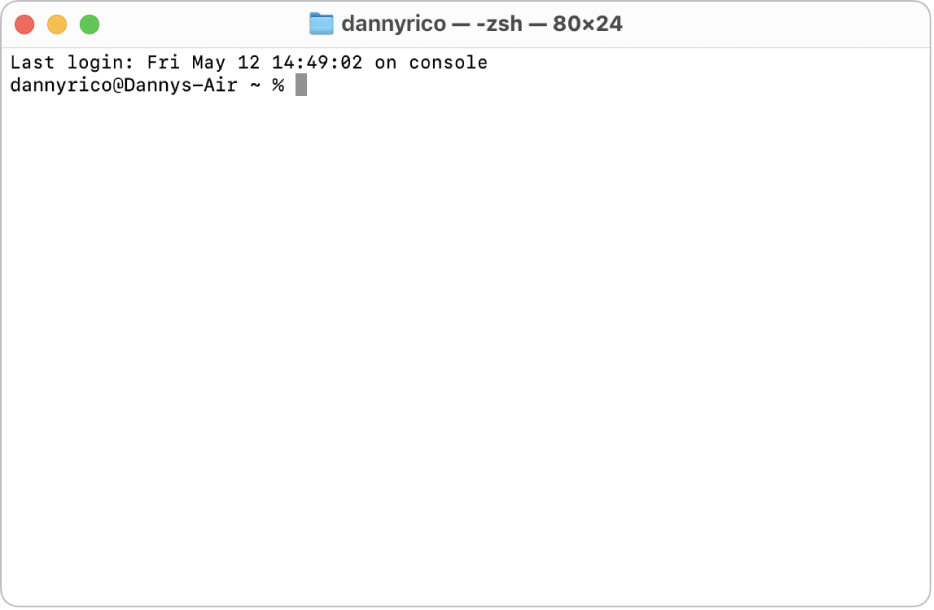 dannyrico — -zsh — 80×24
Last login: Fri May 12 14:49:02 on console
dannyrico@Dannys-Air ~ %